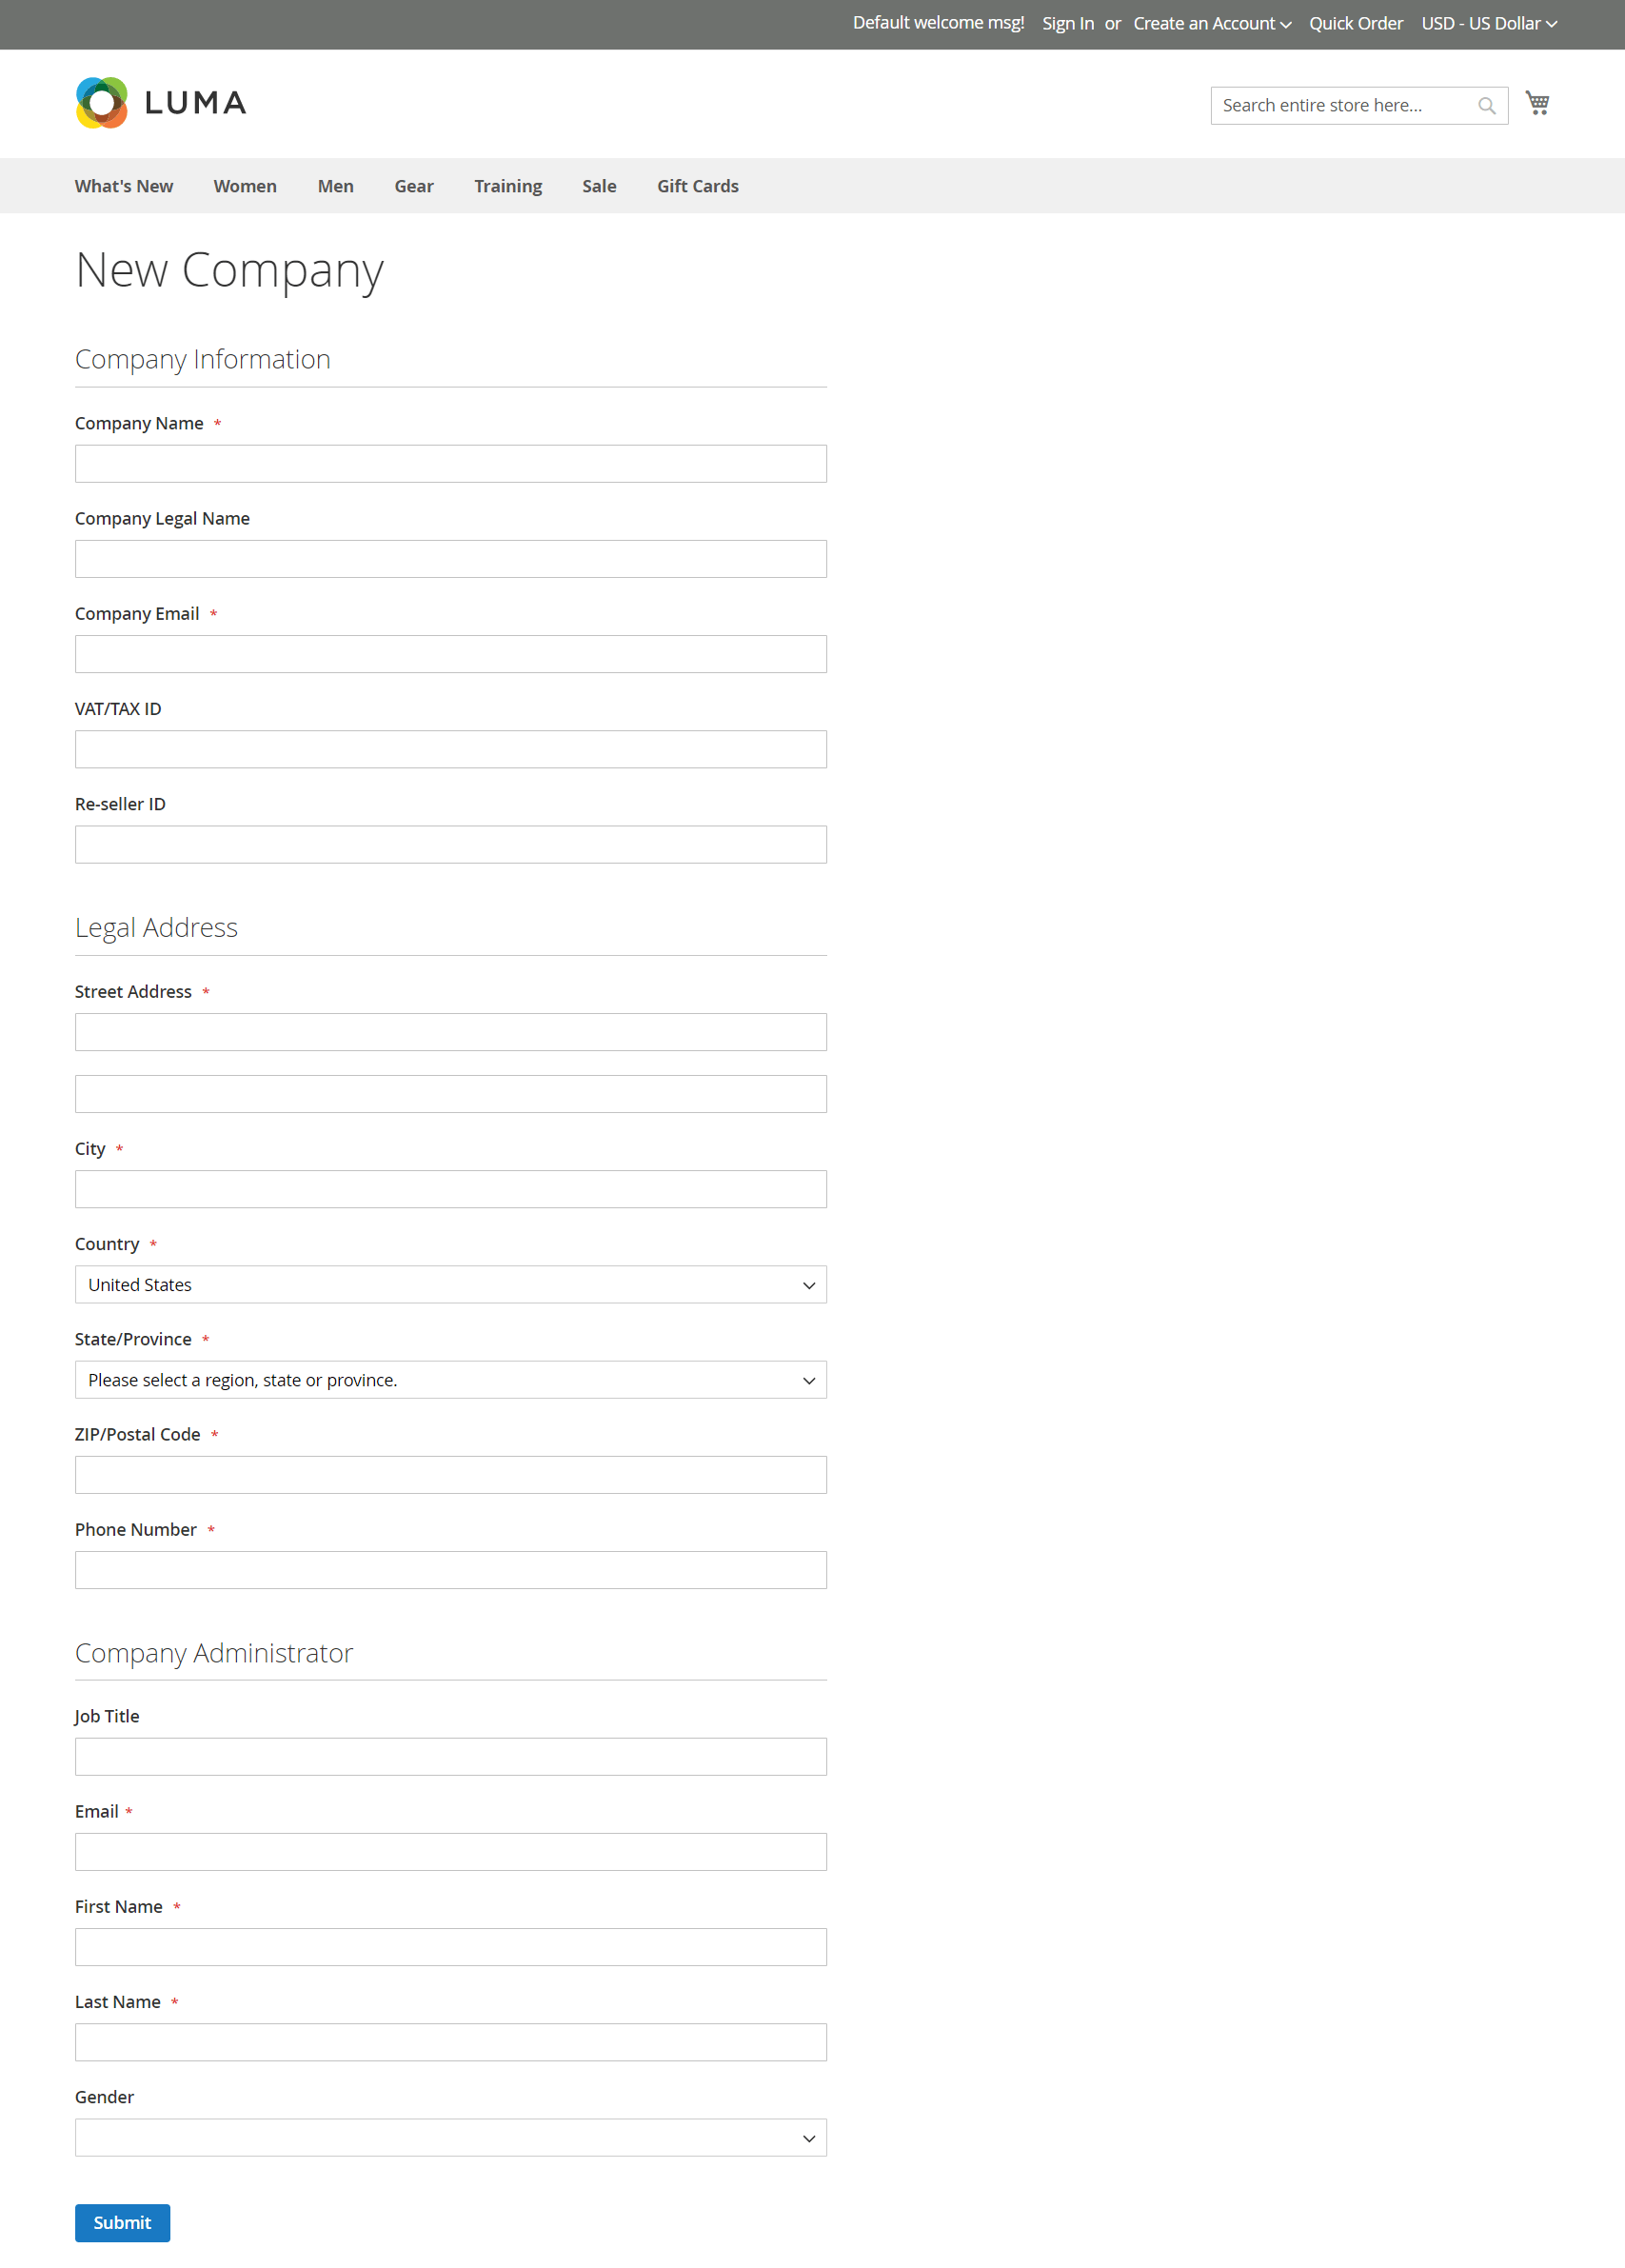 Default welcome msg! Sign In or Create an Account Quick Order USD - US Dollar
LUMA
Search entire store here...
What's New Women Men Gear Training Sale Gift Cards
New Company
Company Information
Company Name *
Company Legal Name
Company Email *
VAT/TAX ID
Re-seller ID
Legal Address
Street Address *
City *
Country *
United States
State/Province *
Please select a region, state or province.
ZIP/Postal Code *
Phone Number *
Company Administrator
Job Title
Email *
First Name *
Last Name *
Gender
Submit